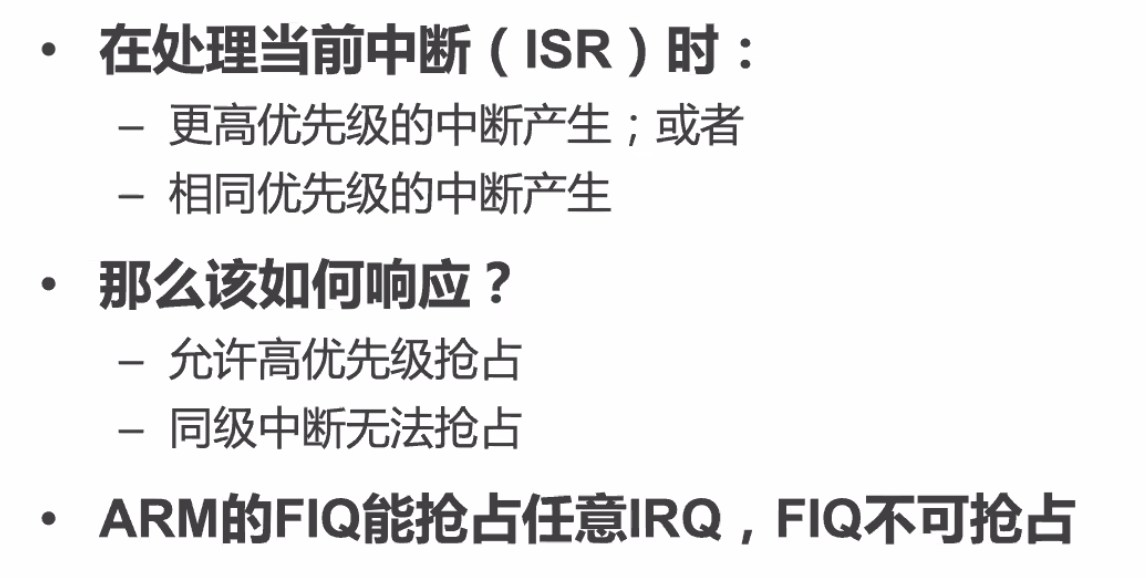 • 在处理当前中断（ISR）时：
– 更高优先级的中断产生；或者
– 相同优先级的中断产生
• 那么该如何响应？
– 允许高优先级抢占
– 同级中断无法抢占
• ARM的FIQ能抢占任意IRQ，FIQ不可抢占